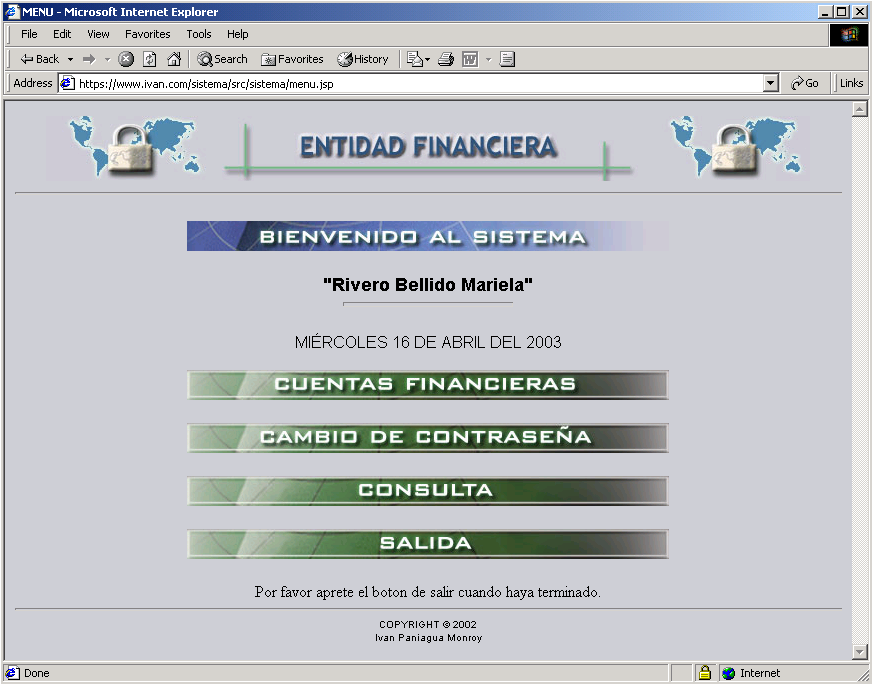 MENU - Microsoft Internet Explorer
File Edit View Favorites Tools Help
Back Search Favorites History
Address https://www.ivan.com/sistema/src/sistema/menu.jsp Go Links
ENTIDAD FINANCIERA
BIENVENIDO AL SISTEMA
"Rivero Bellido Mariela"
MIÉRCOLES 16 DE ABRIL DEL 2003
CUENTAS FINANCIERAS
CAMBIO DE CONTRASEÑA
CONSULTA
SALIDA
Por favor aprete el boton de salir cuando haya terminado.
COPYRIGHT © 2002
Ivan Paniagua Monroy
Done Internet